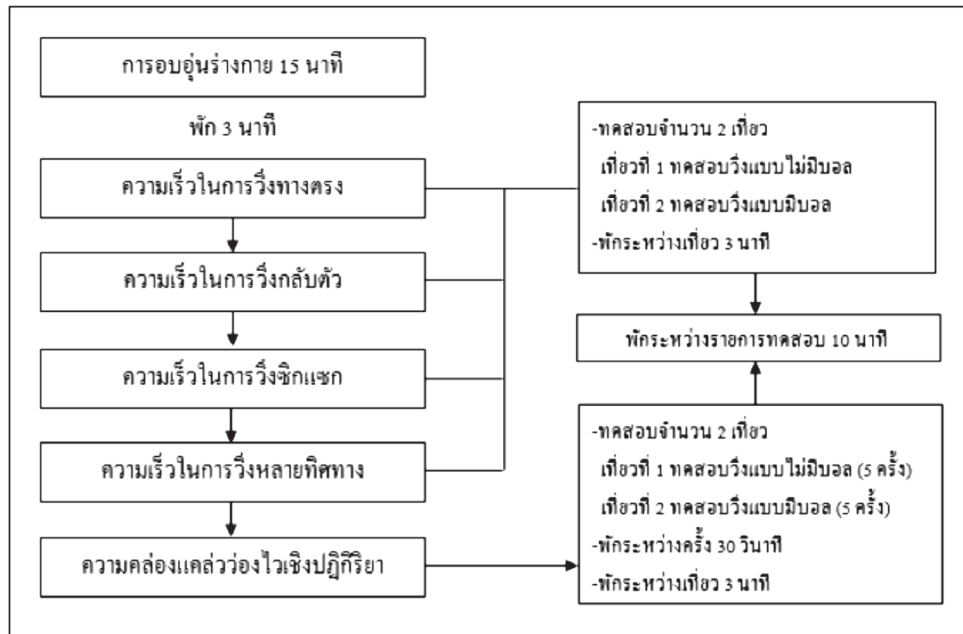 การอบอุ่นร่างกาย 15 นาที
พัก 3 นาที
ความเร็วในการวิ่งทางตรง
ความเร็วในการวิ่งกลับตัว
ความเร็วในการวิ่งซิกแซก
ความเร็วในการวิ่งหลายทิศทาง
ความคล่องแคล่วว่องไวเชิงปฏิกิริยา
-ทดสอบจำนวน 2 เที่ยว
เที่ยวที่ 1 ทดสอบวิ่งแบบไม่มีบอล
เที่ยวที่ 2 ทดสอบวิ่งแบบมีบอล
-พักระหว่างเที่ยว 3 นาที
พักระหว่างรายการทดสอบ 10 นาที
-ทดสอบจำนวน 2 เที่ยว
เที่ยวที่ 1 ทดสอบวิ่งแบบไม่มีบอล (5 ครั้ง)
เที่ยวที่ 2 ทดสอบวิ่งแบบมีบอล (5 ครั้ง)
-พักระหว่างครั้ง 30 วินาที
-พักระหว่างเที่ยว 3 นาที